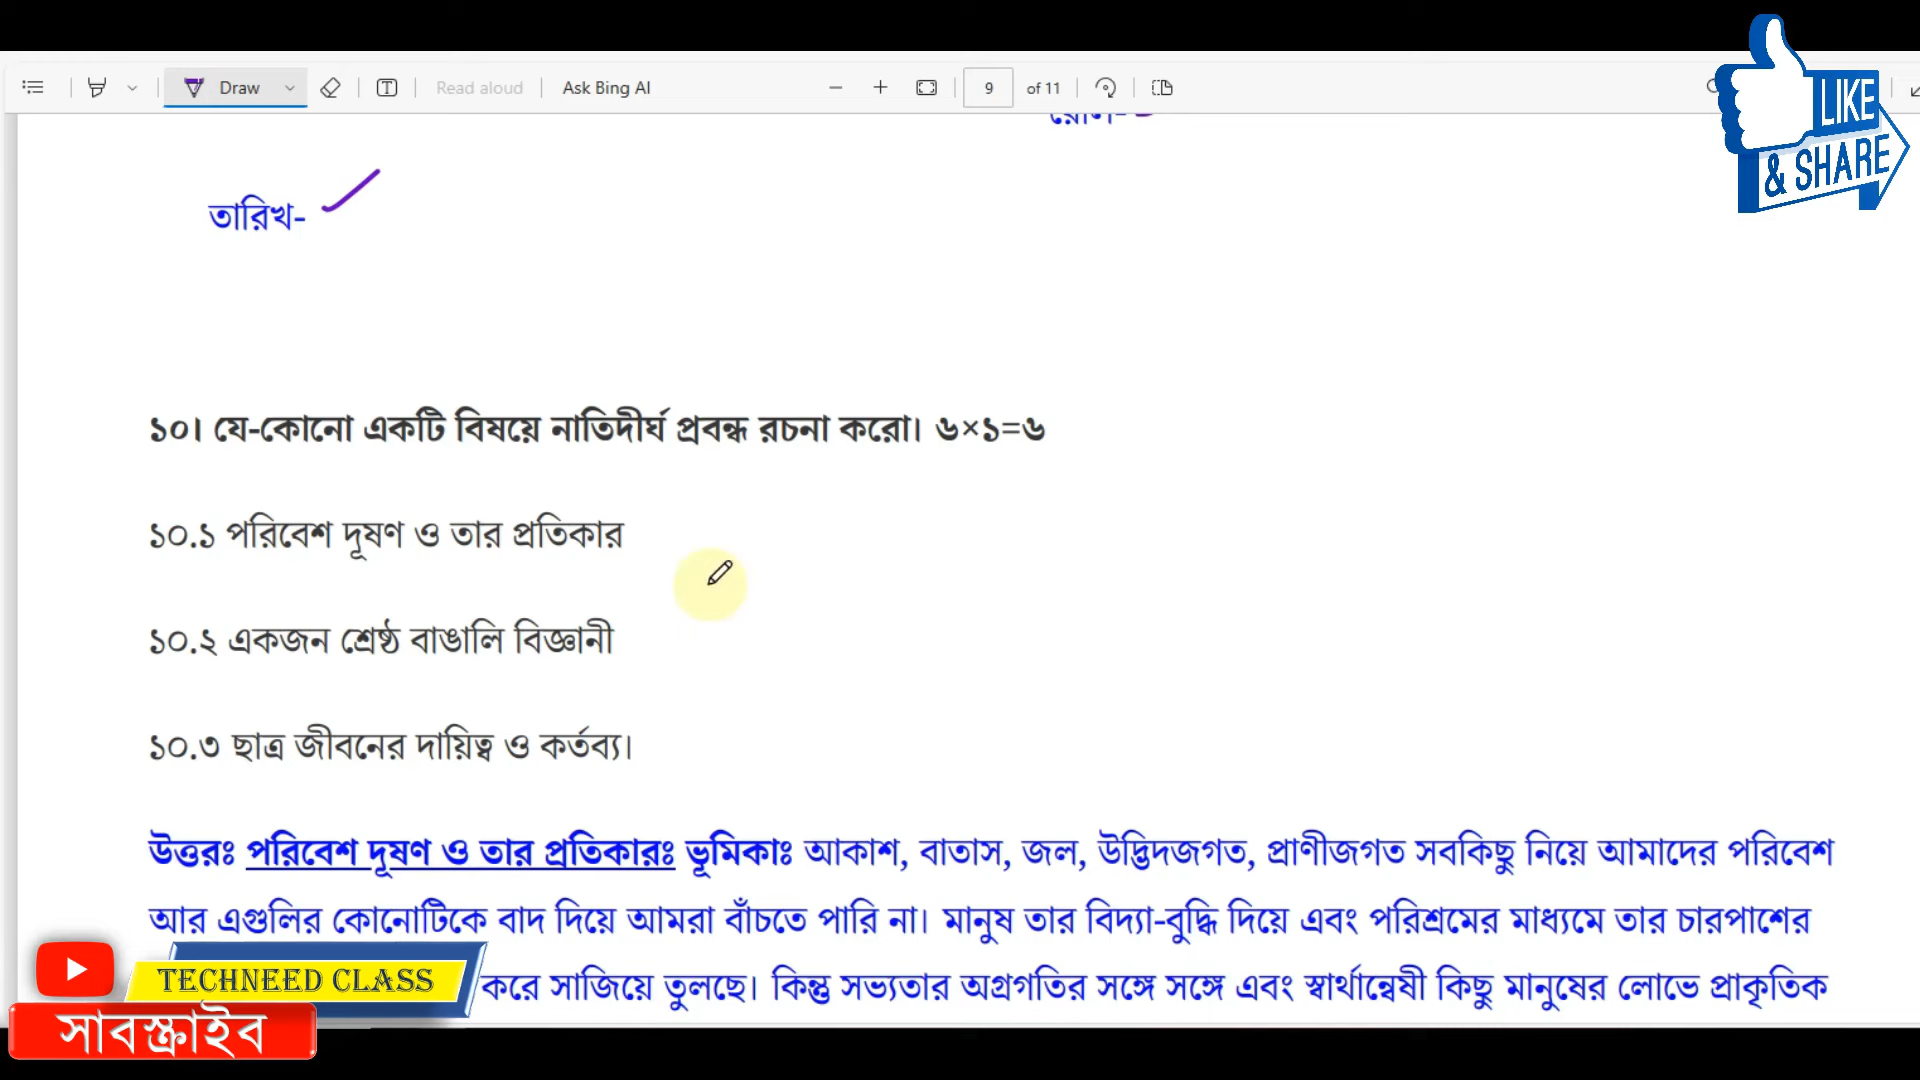 Draw
Read aloud
Ask Bing AI
9 of 11
LIKE
& SHARE
তারিখ-
১০। যে-কোনো একটি বিষয়ে নাতিদীর্ঘ প্রবন্ধ রচনা করো। ৬×১=৬
১০.১ পরিবেশ দূষণ ও তার প্রতিকার
১০.২ একজন শ্রেষ্ঠ বাঙালি বিজ্ঞানী
১০.৩ ছাত্র জীবনের দায়িত্ব ও কর্তব্য।
উত্তরঃ পরিবেশ দূষণ ও তার প্রতিকারঃ ভূমিকাঃ আকাশ, বাতাস, জল, উদ্ভিদজগত, প্রাণীজগত সবকিছু নিয়ে আমাদের পরিবেশ
আর এগুলির কোনোটিকে বাদ দিয়ে আমরা বাঁচতে পারি না। মানুষ তার বিদ্যা-বুদ্ধি দিয়ে এবং পরিশ্রমের মাধ্যমে তার চারপাশের
করে সাজিয়ে তুলছে। কিন্তু সভ্যতার অগ্রগতির সঙ্গে সঙ্গে এবং স্বার্থান্বেষী কিছু মানুষের লোভে প্রাকৃতিক
TECHNEED CLASS
সাবস্ক্রাইব